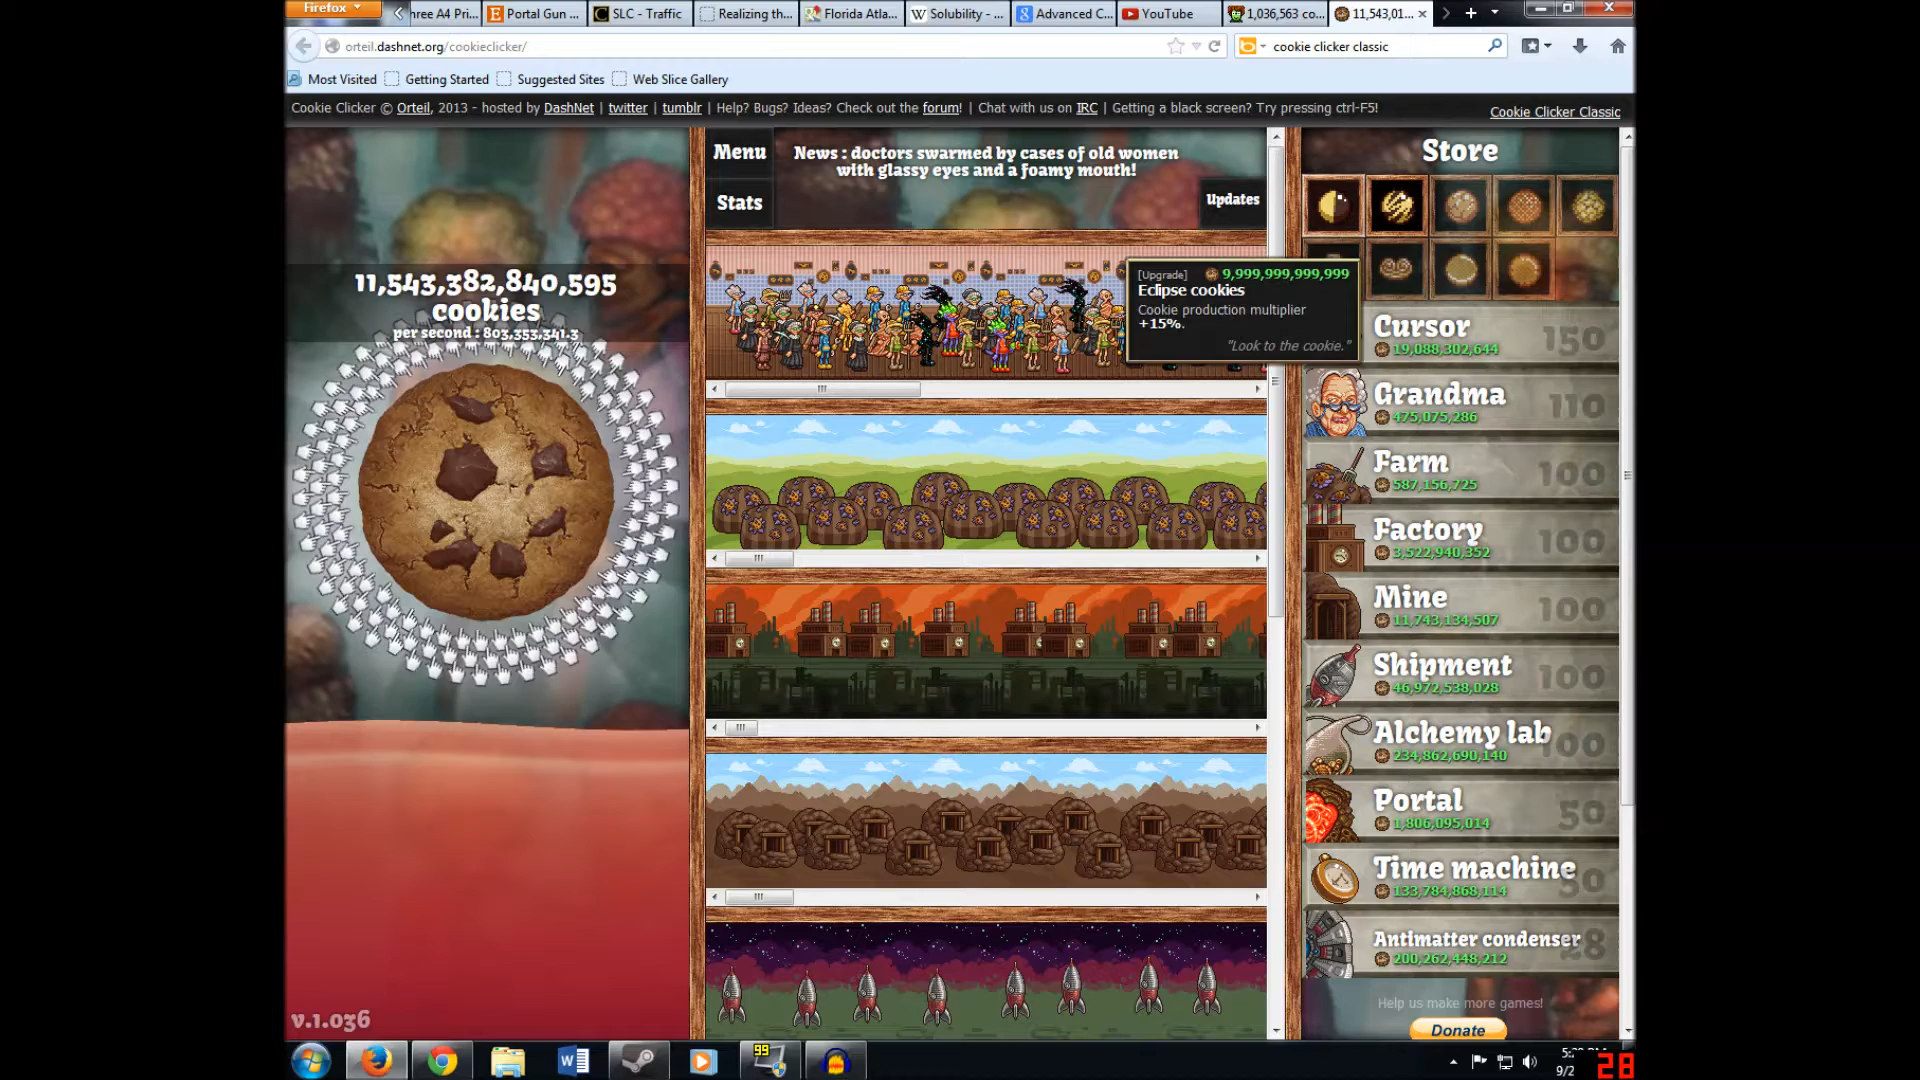 Firefox
hree A4 Pri...
Portal Gun ...
SLC - Traffic
Realizing th...
Florida Atla...
Solubility - ...
Advanced C...
YouTube
1,036,563 co...
11,543,01...
orteil.dashnet.org/cookieclicker/
cookie clicker classic
Most Visited
Getting Started
Suggested Sites
Web Slice Gallery
Cookie Clicker © Orteil, 2013 - hosted by DashNet | twitter | tumblr | Help? Bugs? Ideas? Check out the forum! | Chat with us on IRC | Getting a black screen? Try pressing ctrl-F5!
Cookie Clicker Classic
11,543,382,840,595
cookies
per second : 803,353,341.3
v.1.036
Menu
Stats
News : doctors swarmed by cases of old women
with glassy eyes and a foamy mouth!
Updates
[Upgrade] 9,999,999,999,999
Eclipse cookies
Cookie production multiplier
+15%.
"Look to the cookie."
Store
Cursor
19,088,302,644
150
Grandma
475,075,286
110
Farm
587,156,725
100
Factory
3,522,940,352
100
Mine
11,743,134,507
100
Shipment
46,972,538,028
100
Alchemy lab
234,862,690,140
100
Portal
1,806,095,014
50
Time machine
133,784,868,114
50
Antimatter condenser
200,262,448,212
28
Help us make more games!
Donate
99
28